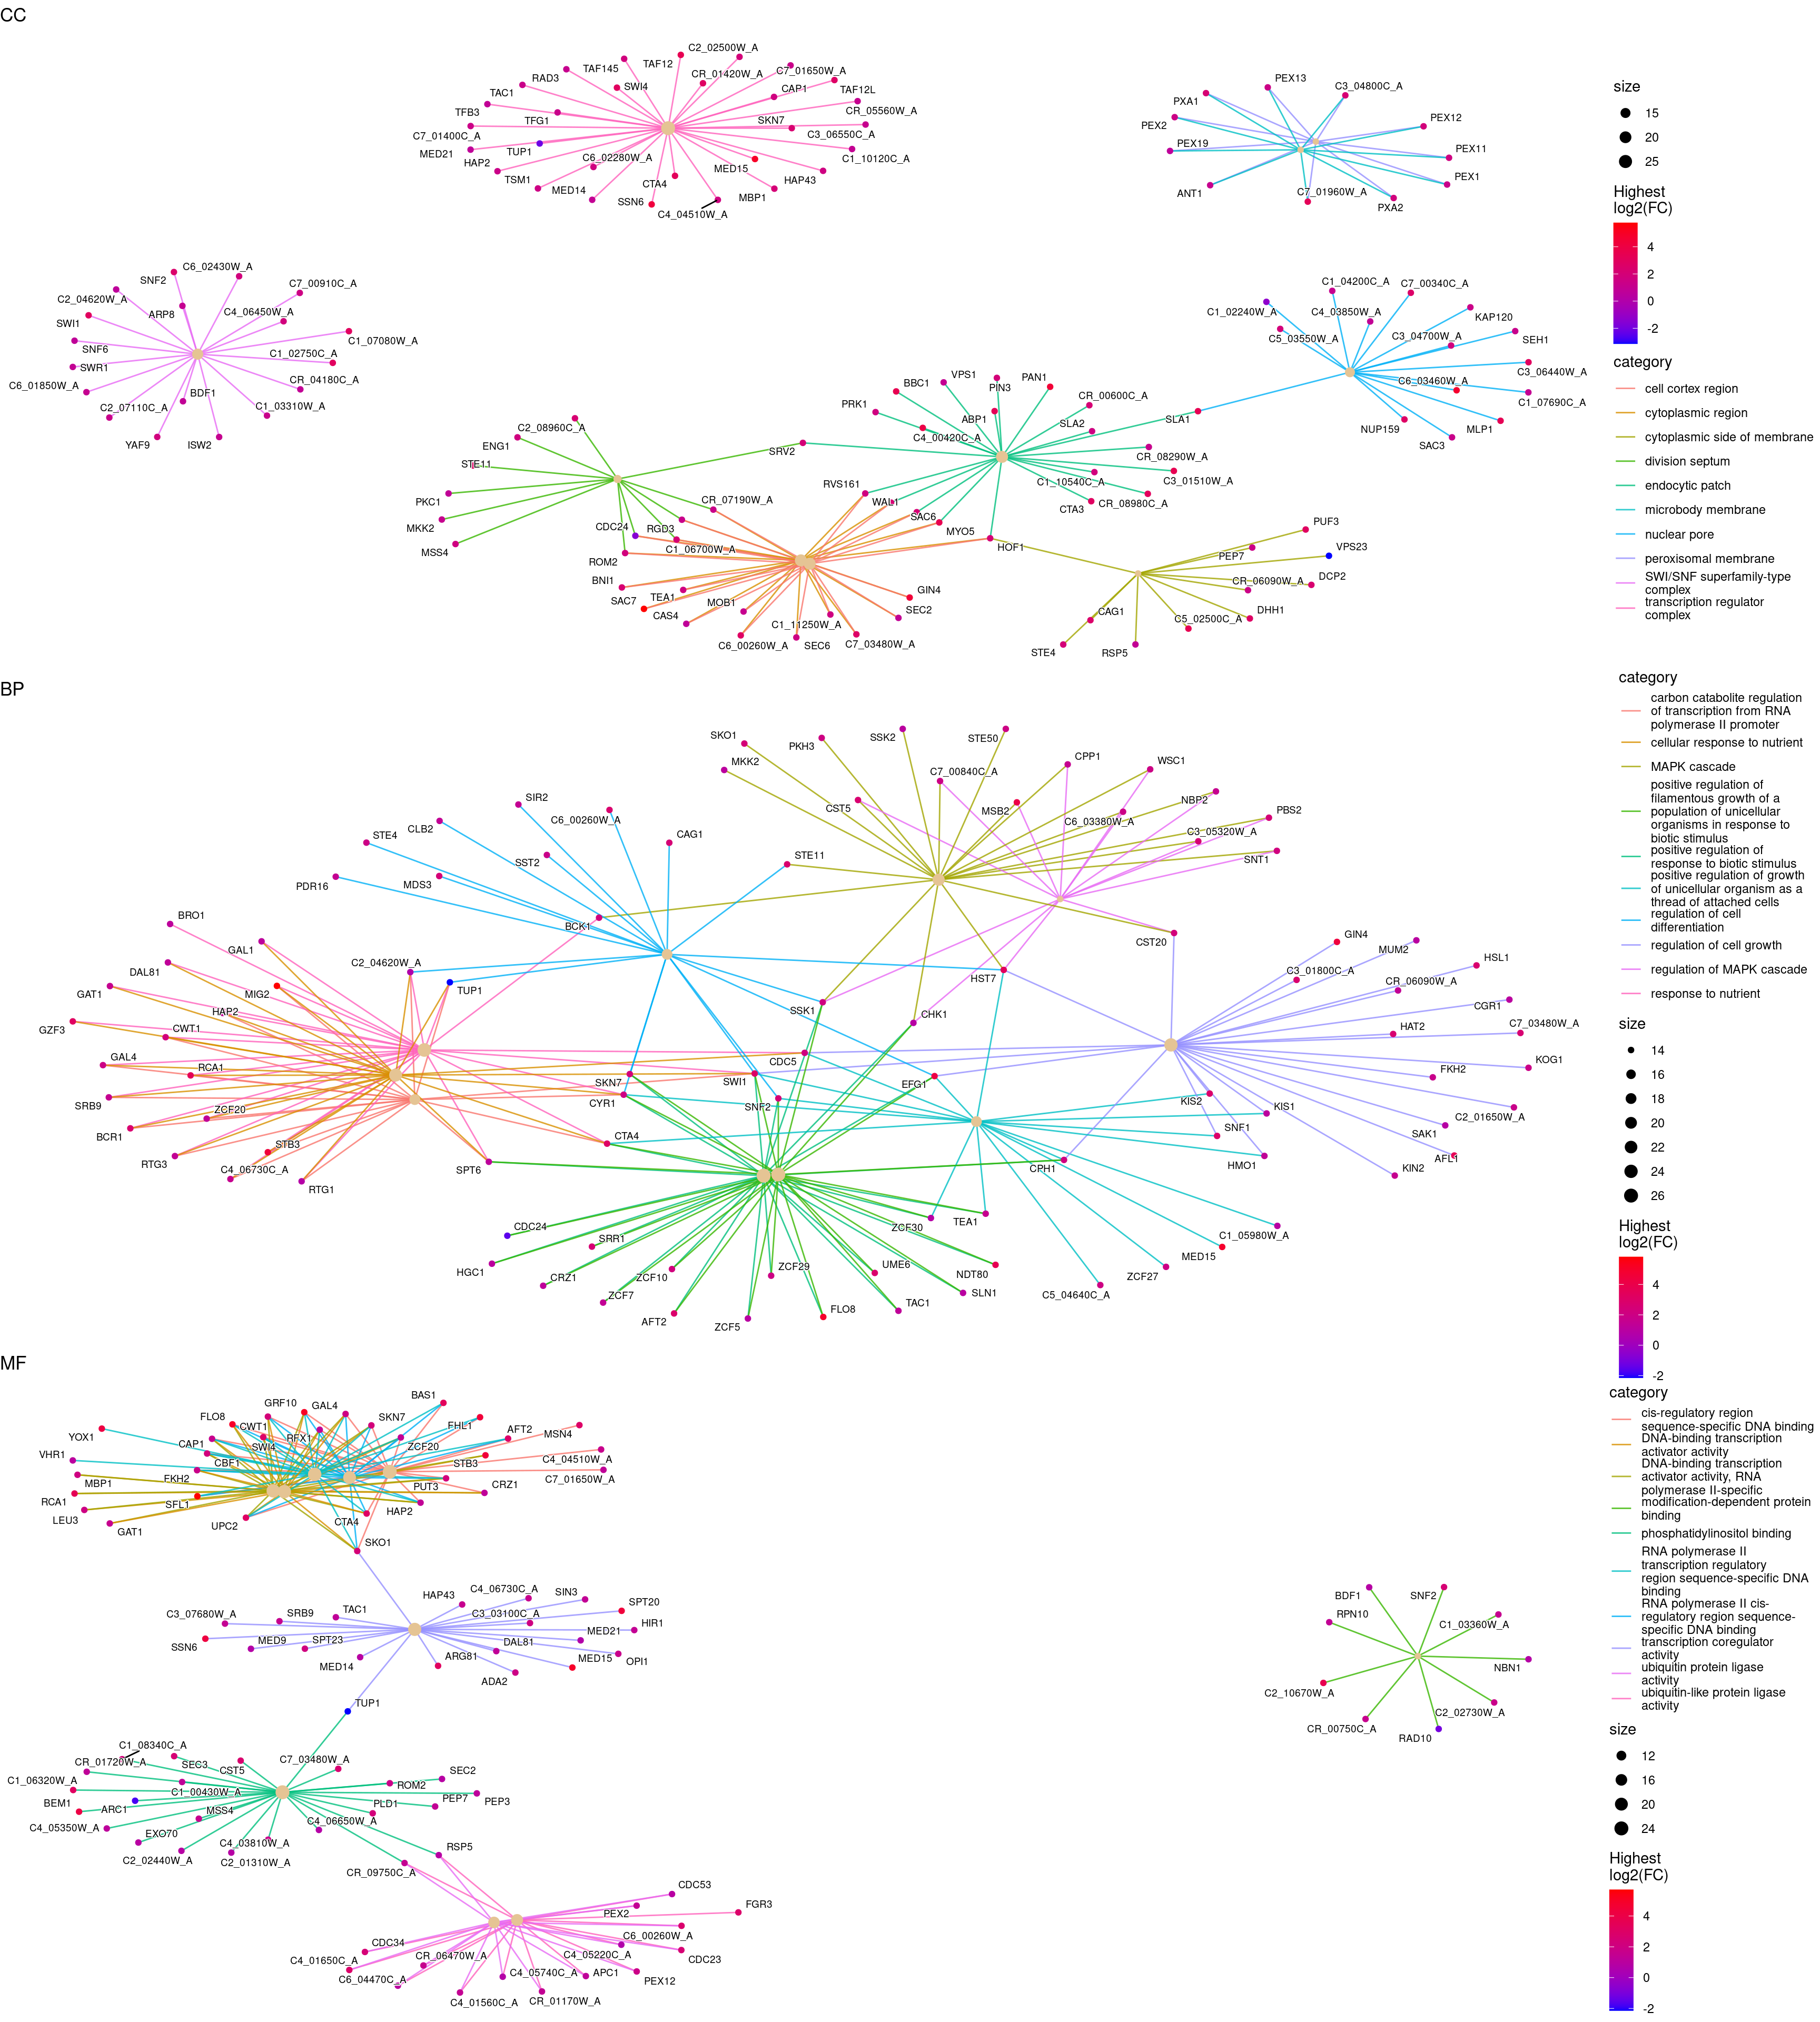 CC
C2_02500W_A
TAF145
TAF12
C7_01650W_A
RAD3
CR_01420W_A
SWI4
TAC1
CAP1
TAF12L
TFB3
CR_05560W_A
TFG1
SKN7
C7_01400C_A
C3_06550C_A
MED21
TUP1
C1_10120C_A
HAP2
C6_02280W_A
MED15
TSM1
CTA4
HAP43
MED14
SSN6
MBP1
C4_04510W_A
PEX13
C3_04800C_A
PXA1
PEX2
PEX12
PEX19
PEX11
ANT1
PEX1
C7_01960W_A
PXA2
C6_02430W_A
SNF2
C7_00910C_A
C2_04620W_A
ARP8
C4_06450W_A
SWI1
C1_07080W_A
SNF6
C1_02750C_A
SWR1
CR_04180C_A
C6_01850W_A
BDF1
C2_07110C_A
C1_03310W_A
YAF9
ISW2
C1_04200C_A
C7_00340C_A
C1_02240W_A
C4_03850W_A
KAP120
C5_03550W_A
C3_04700W_A
SEH1
C3_06440W_A
C6_03460W_A
C1_07690C_A
NUP159
MLP1
SAC3
VPS1
PAN1
BBC1
PIN3
CR_00600C_A
PRK1
ABP1
SLA1
SLA2
C4_00420C_A
CR_08290W_A
C3_01510W_A
C1_10540C_A
CR_08980C_A
CTA3
C2_08960C_A
ENG1
SRV2
STE11
PKC1
RVS161
CR_07190W_A
WAL1
SAC6
MKK2
CDC24
RGD3
MYO5
MSS4
C1_06700W_A
HOF1
ROM2
BNI1
TEA1
GIN4
SAC7
MOB1
SEC2
CAS4
C1_11250W_A
C6_00260W_A
SEC6
C7_03480W_A
PUF3
PEP7
VPS23
CR_06090W_A
DCP2
CAG1
C5_02500C_A
DHH1
STE4
RSP5
size
15
20
25
Highest
log2(FC)
4
2
0
-2
category
cell cortex region
cytoplasmic region
cytoplasmic side of membrane
division septum
endocytic patch
microbody membrane
nuclear pore
peroxisomal membrane
SWI/SNF superfamily-type
complex
transcription regulator
complex
BP
SKO1
PKH3
SSK2
STE50
MKK2
C7_00840C_A
CPP1
WSC1
SIR2
CST5
MSB2
NBP2
C6_00260W_A
C6_03380W_A
PBS2
STE4
CLB2
CAG1
C3_05320W_A
SST2
STE11
SNT1
PDR16
MDS3
BRO1
BCK1
CST20
GAL1
GIN4
MUM2
C2_04620W_A
HSL1
DAL81
C3_01800C_A
GAT1
MIG2
TUP1
HST7
CR_06090W_A
HAP2
SSK1
CHK1
CGR1
GZF3
CWT1
HAT2
C7_03480W_A
GAL4
CDC5
KOG1
RCA1
SKN7
SWI1
EFG1
FKH2
SRB9
CYR1
SNF2
KIS2
KIS1
C2_01650W_A
ZCF20
BCR1
CTA4
SNF1
SAK1
STB3
CPH1
RTG3
SPT6
HMO1
AFL1
C4_06730C_A
KIN2
RTG1
CDC24
ZCF30
TEA1
C1_05980W_A
SRR1
MED15
HGC1
ZCF10
ZCF29
UME6
NDT80
ZCF27
CRZ1
SLN1
C5_04640C_A
ZCF7
TAC1
AFT2
ZCF5
FLO8
category
carbon catabolite regulation
of transcription from RNA
polymerase II promoter
cellular response to nutrient
MAPK cascade
positive regulation of
filamentous growth of a
population of unicellular
organisms in response to
biotic stimulus
positive regulation of
response to biotic stimulus
positive regulation of growth
of unicellular organism as a
thread of attached cells
regulation of cell
differentiation
regulation of cell growth
regulation of MAPK cascade
response to nutrient
size
14
16
18
20
22
24
26
Highest
log2(FC)
4
2
0
-2
MF
BAS1
GRF10
GAL4
FLO8
SKN7
CWT1
RFX1
FHL1
AFT2
MSN4
YOX1
CAP1
SWI4
ZCF20
VHR1
CBF1
STB3
C4_04510W_A
MBP1
FKH2
PUT3
C7_01650W_A
CRZ1
RCA1
SFL1
HAP2
LEU3
GAT1
UPC2
CTA4
SKO1
HAP43
C4_06730C_A
SIN3
SPT20
C3_07680W_A
SRB9
TAC1
C3_03100C_A
HIR1
SSN6
MED9
SPT23
MED21
DAL81
MED14
ARG81
MED15
OPI1
ADA2
TUP1
C1_08340C_A
CR_01720W_A
SEC3
CST5
C7_03480W_A
C1_06320W_A
C1_00430W_A
ROM2
SEC2
BEM1
ARC1
MSS4
PLD1
PEP7
PEP3
C4_05350W_A
EXO70
C4_06650W_A
C4_03810W_A
C2_02440W_A
C2_01310W_A
RSP5
CR_09750C_A
CDC53
PEX2
FGR3
CDC34
C6_00260W_A
C4_01650C_A
CR_06470W_A
C4_05220C_A
CDC23
C6_04470C_A
C4_05740C_A
APC1
PEX12
C4_01560C_A
CR_01170W_A
BDF1
SNF2
RPN10
C1_03360W_A
NBN1
C2_10670W_A
C2_02730W_A
CR_00750C_A
RAD10
category
cis-regulatory region
sequence-specific DNA binding
DNA-binding transcription
activator activity
DNA-binding transcription
activator activity, RNA
polymerase II-specific
modification-dependent protein
binding
phosphatidylinositol binding
RNA polymerase II
transcription regulatory
region sequence-specific DNA
binding
RNA polymerase II cis-
regulatory region sequence-
specific DNA binding
transcription coregulator
activity
ubiquitin protein ligase
activity
ubiquitin-like protein ligase
activity
size
12
16
20
24
Highest
log2(FC)
4
2
0
-2